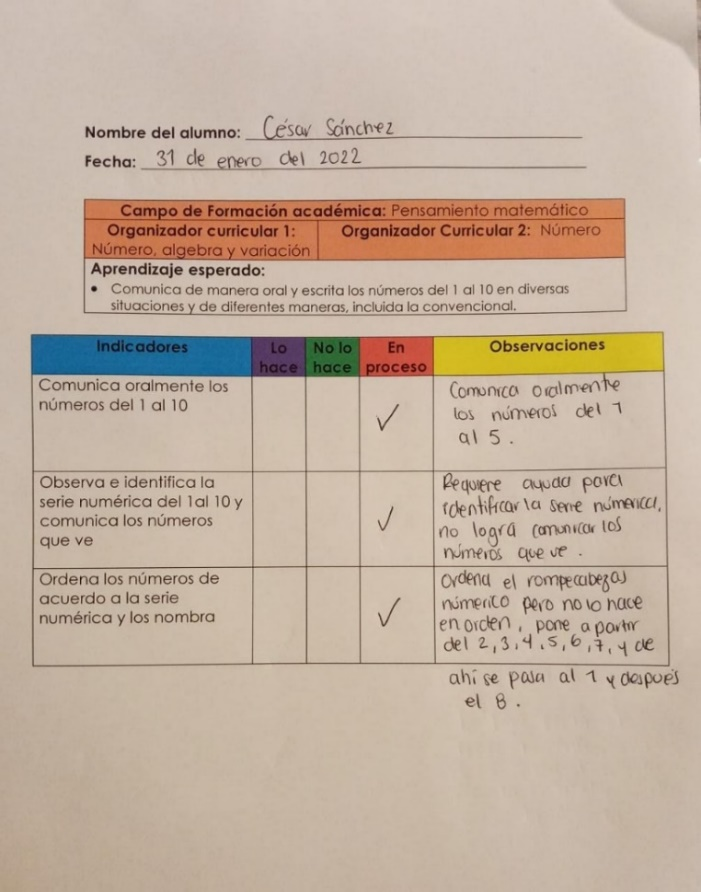 Nombre del alumno: César Sánchez
Fecha: 31 de enero del 2022
Campo de Formación académica: Pensamiento matemático
Organizador curricular 1:
Número, algebra y variación
Organizador Curricular 2: Número
Aprendizaje esperado:
• Comunica de manera oral y escrita los números del 1 al 10 en diversas
situaciones y de diferentes maneras, incluida la convencional.
Indicadores
Lo
hace
No lo
hace
En
proceso
Observaciones
Comunica oralmente los
números del 1 al 10
✓
Comunica oralmente
los números del 1
al 5.
Observa e identifica la
serie numérica del 1al 10 y
comunica los números
que ve
✓
Requiere ayuda para
identificar la serie númerica,
no logra comunicar los
números que ve.
Ordena los números de
acuerdo a la serie
numérica y los nombra
✓
Ordena el rompecabezas
númerico pero no lo hace
en orden, pone a partir
del 2,3,4,5,6,7, y de
ahí se pasa al 1 y después
el 8.